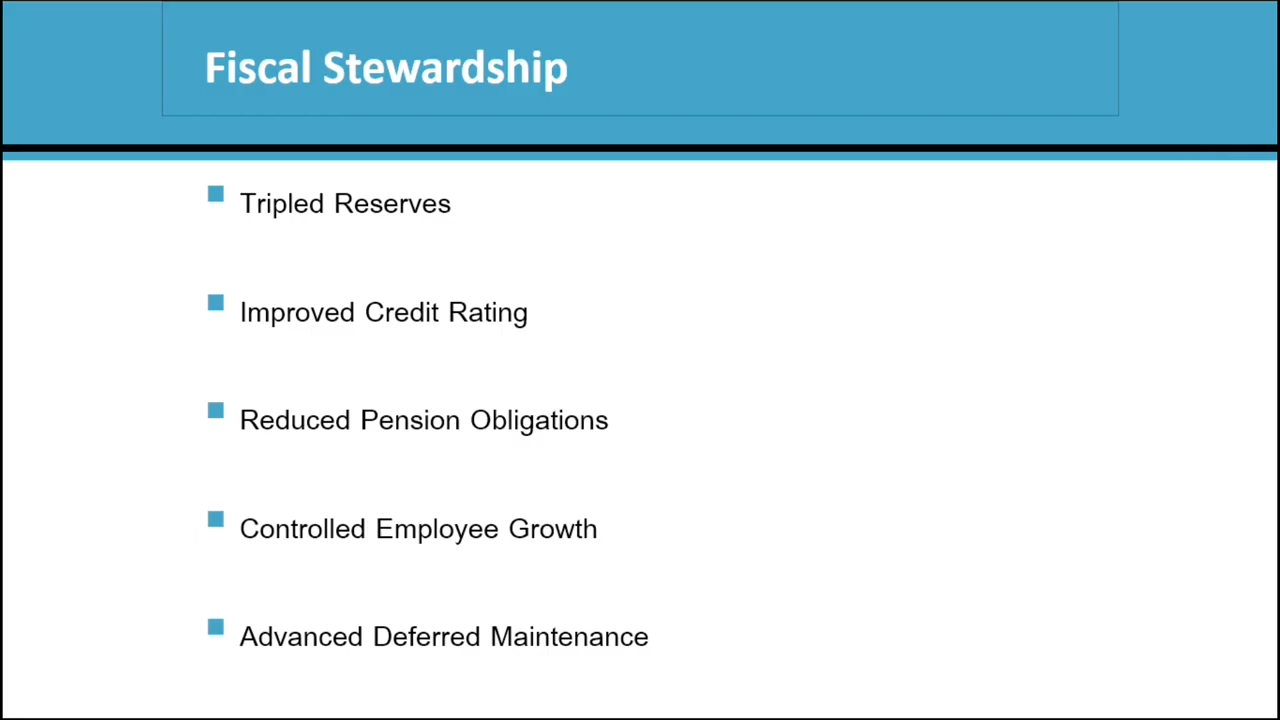 Fiscal Stewardship
Tripled Reserves
Improved Credit Rating
Reduced Pension Obligations
Controlled Employee Growth
Advanced Deferred Maintenance